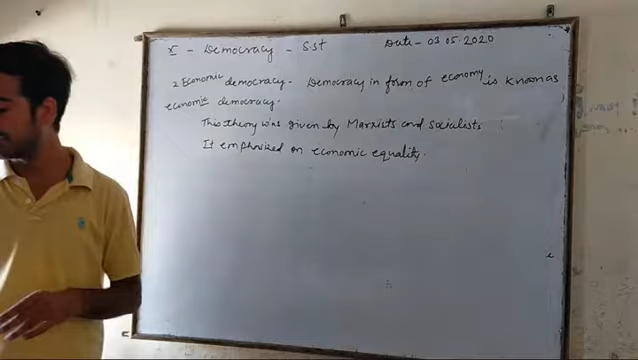 X - Democracy - S.St Date - 03.05.2020
2 Economic democracy - Democracy in form of economy is known as
economic democracy.
This theory was given by Marxists and socialists
It emphasized on economic equality.